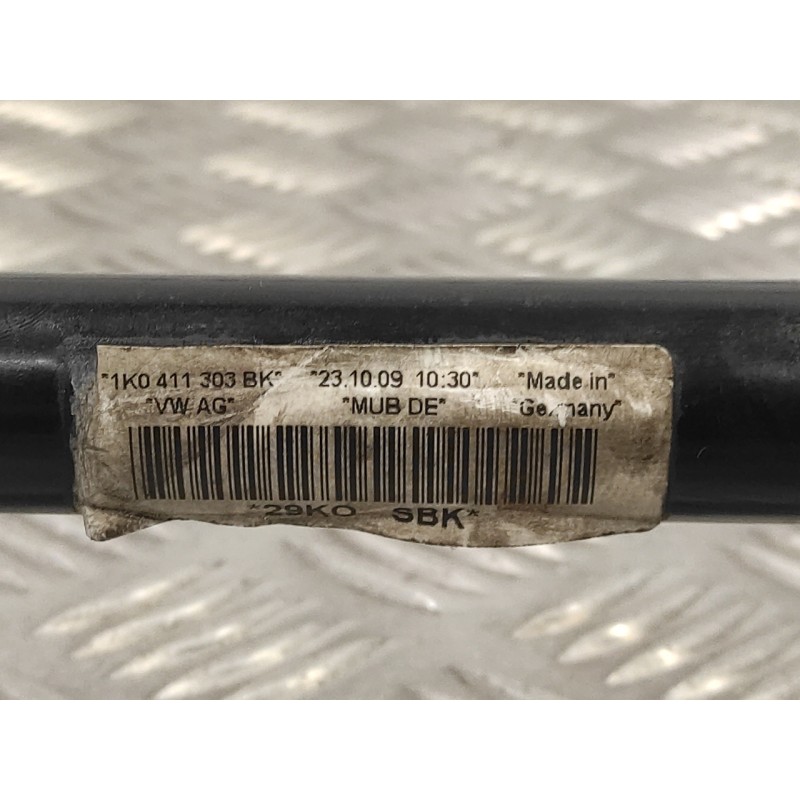 "1K0 411 303 BK" "23.10.09 10:30" "Made in"
"VW AG" "MUB DE" "Germany"
*29KO SBK*